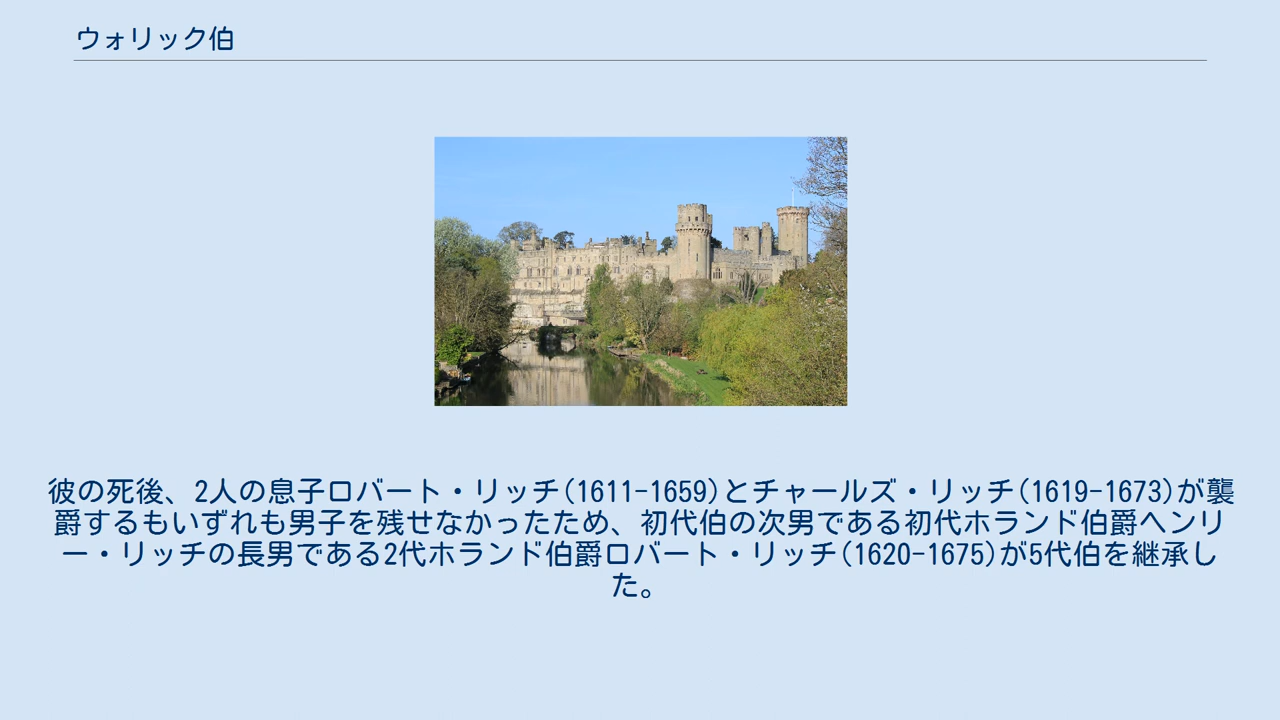 ウォリック伯
彼の死後、2人の息子ロバート・リッチ(1611-1659)とチャールズ・リッチ(1619-1673)が襲
爵するもいずれも男子を残せなかったため、初代伯の次男である初代ホランド伯爵ヘンリ
ー・リッチの長男である2代ホランド伯爵ロバート・リッチ(1620-1675)が5代伯を継承し
た。